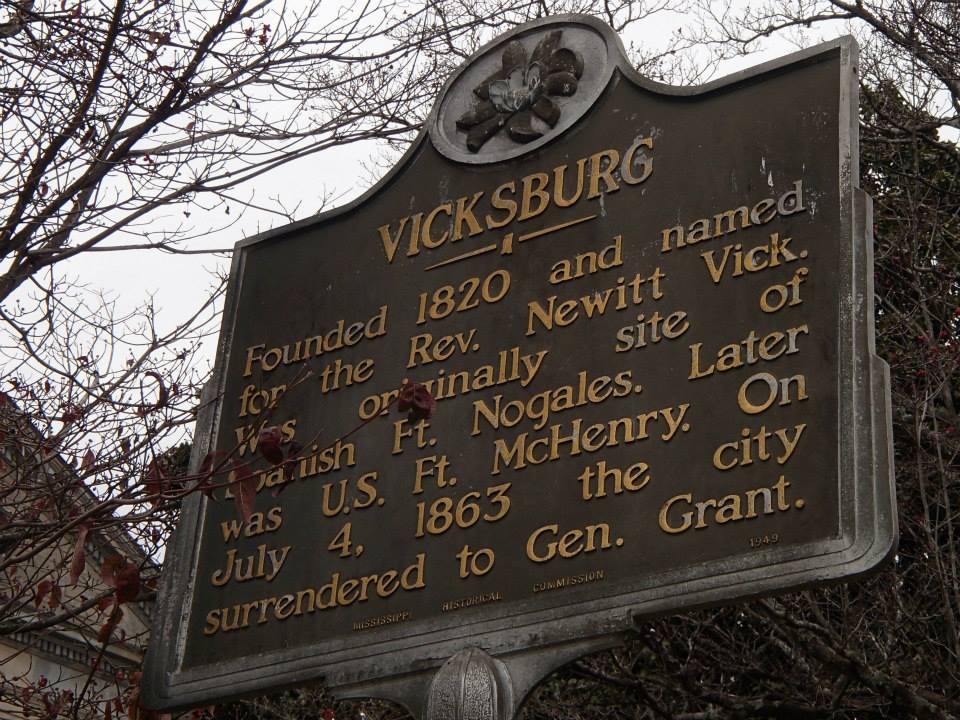 VICKSBURG
Founded 1820 and named
for the Rev. Newitt Vick.
Was originally site of
Spanish Ft. Nogales. Later
was U.S. Ft. McHenry. On
July 4, 1863 the city
surrendered to Gen. Grant.
MISSISSIPPI HISTORICAL COMMISSION 1949